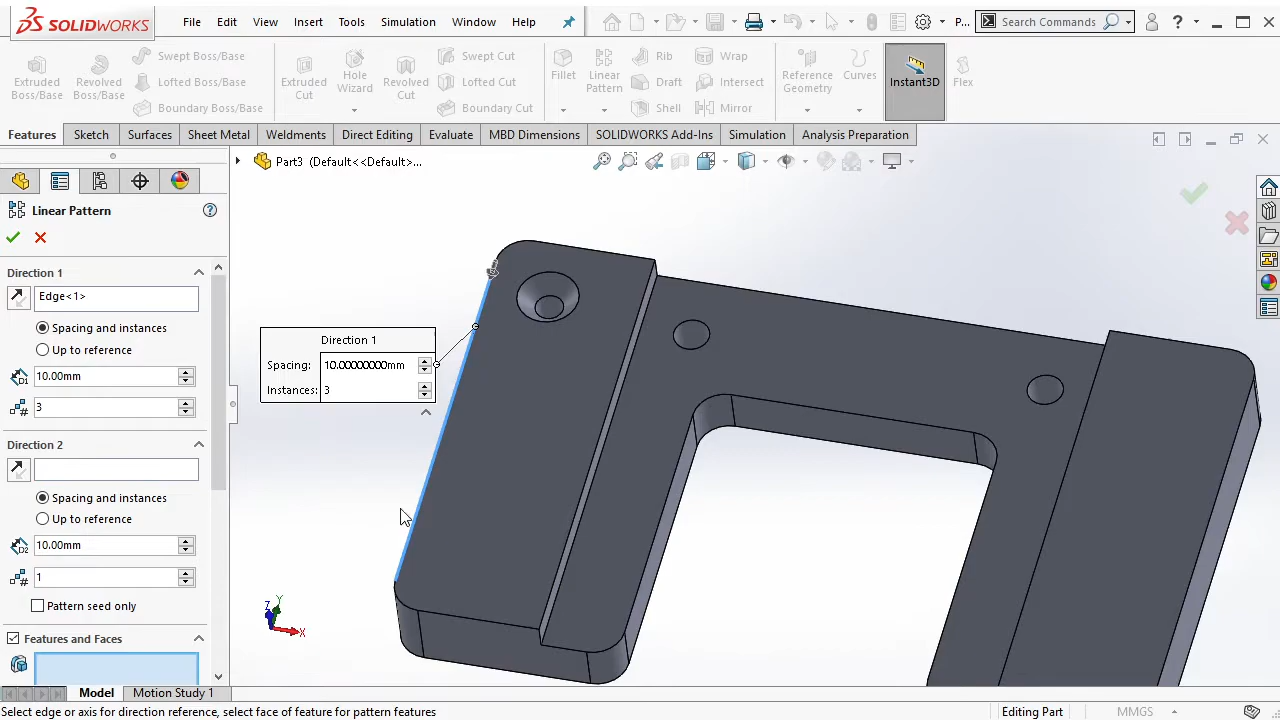 SOLIDWORKS File Edit View Insert Tools Simulation Window Help P... Search Commands ?
Extruded Boss/Base Revolved Boss/Base Swept Boss/Base Lofted Boss/Base Boundary Boss/Base Extruded Cut Hole Wizard Revolved Cut Swept Cut Lofted Cut Boundary Cut Fillet Linear Pattern Rib Draft Shell Wrap Intersect Mirror Reference Geometry Curves Instant3D Flex
Features Sketch Surfaces Sheet Metal Weldments Direct Editing Evaluate MBD Dimensions SOLIDWORKS Add-Ins Simulation Analysis Preparation
Part3 (Default<<Default>...
Linear Pattern ?
Direction 1
Edge<1>
Spacing and instances
Up to reference
D1 10.00mm
# 3
Direction 2
Spacing and instances
Up to reference
D2 10.00mm
# 1
Pattern seed only
Features and Faces
Direction 1
Spacing: 10.00000000mm
Instances: 3
Z Y X
Model Motion Study 1
Select edge or axis for direction reference, select face of feature for pattern features Editing Part MMGS